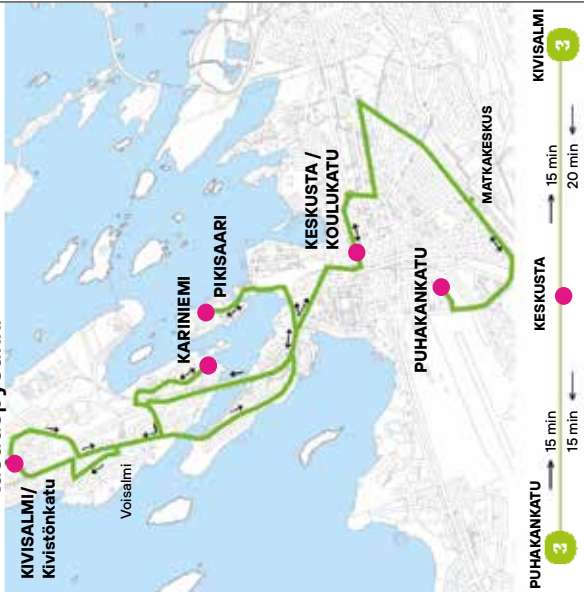 KIVISALMI/
Kivistönkatu
Voisalmi
KARINIEMI
PIKISAARI
KESKUSTA /
KOULUKATU
PUHAKANKATU
MATKAKESKUS
PUHAKANKATU
3
15 min
15 min
KESKUSTA
15 min
20 min
KIVISALMI
3